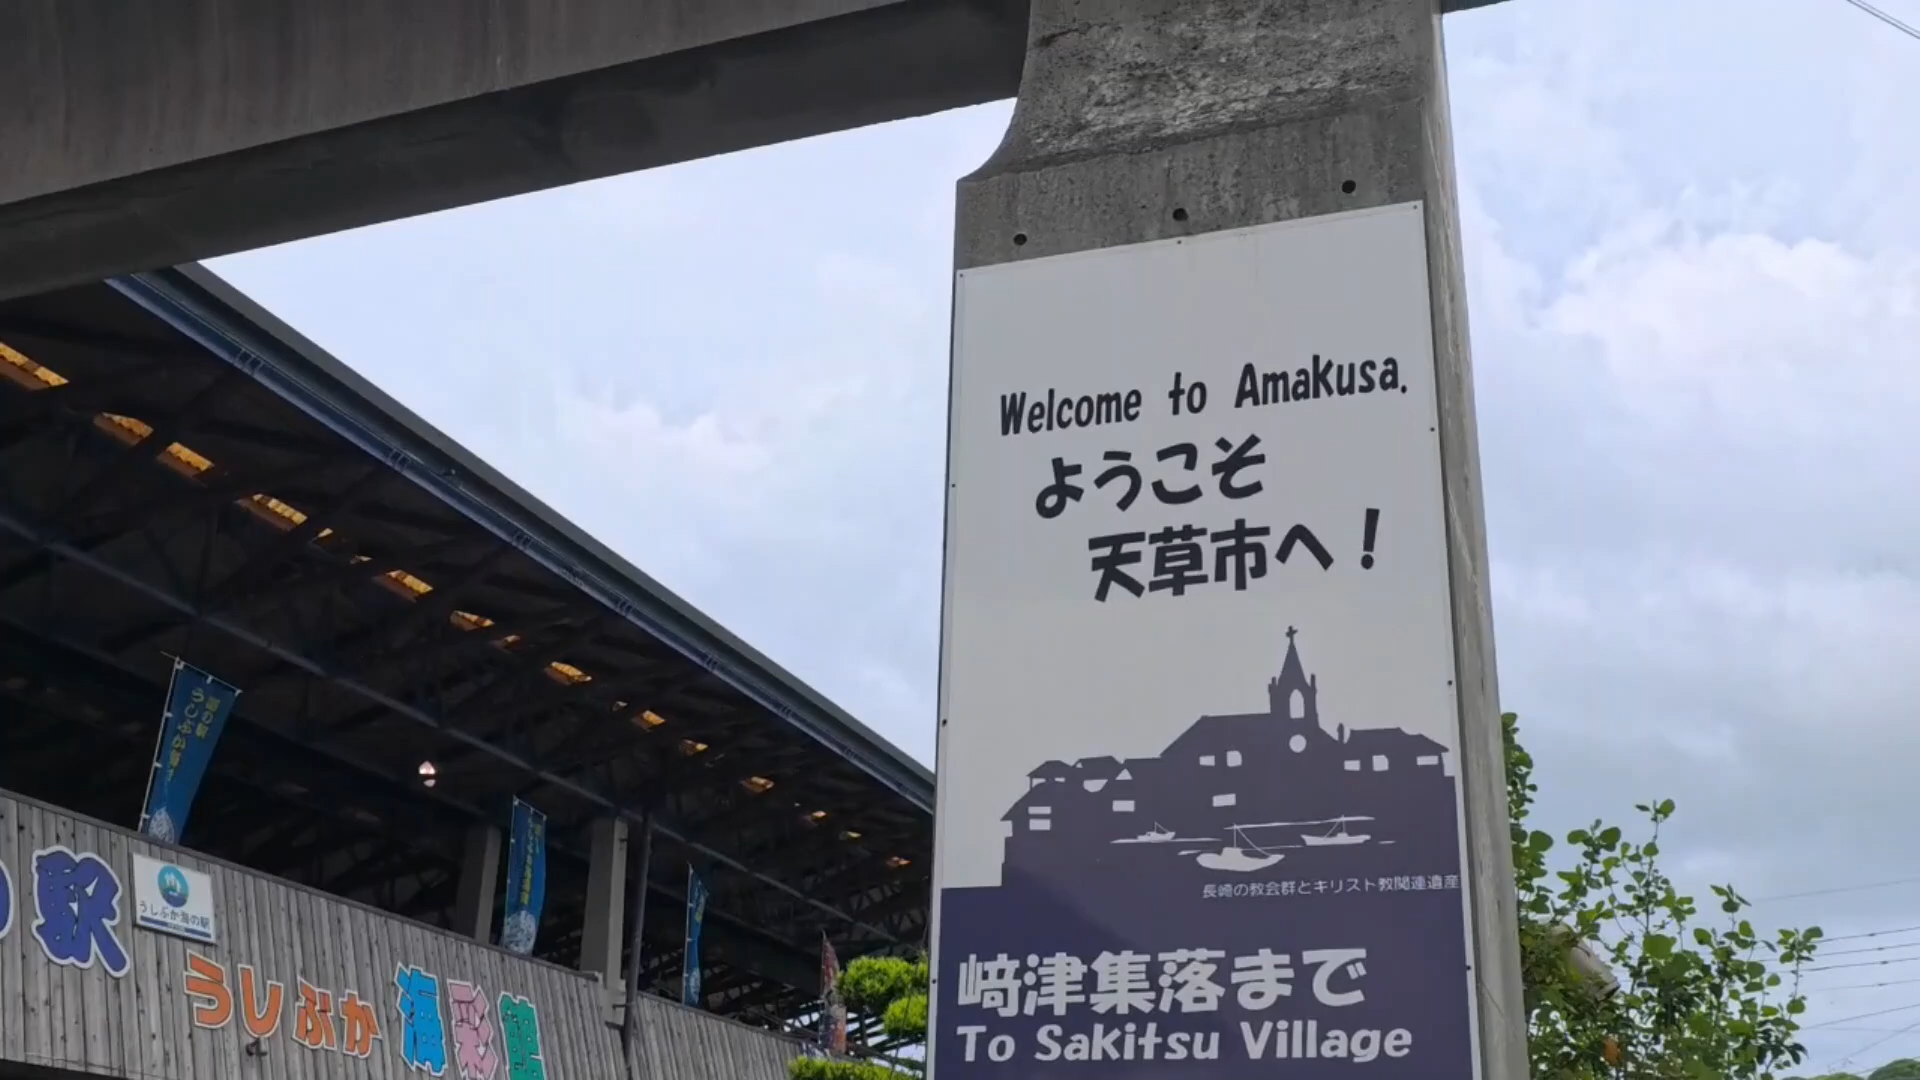 Welcome to Amakusa.
ようこそ
天草市へ！
長崎の教会群とキリスト教関連遺産
﨑津集落まで
To Sakitsu Village
駅
うしぶか海の駅
うしぶか海彩館